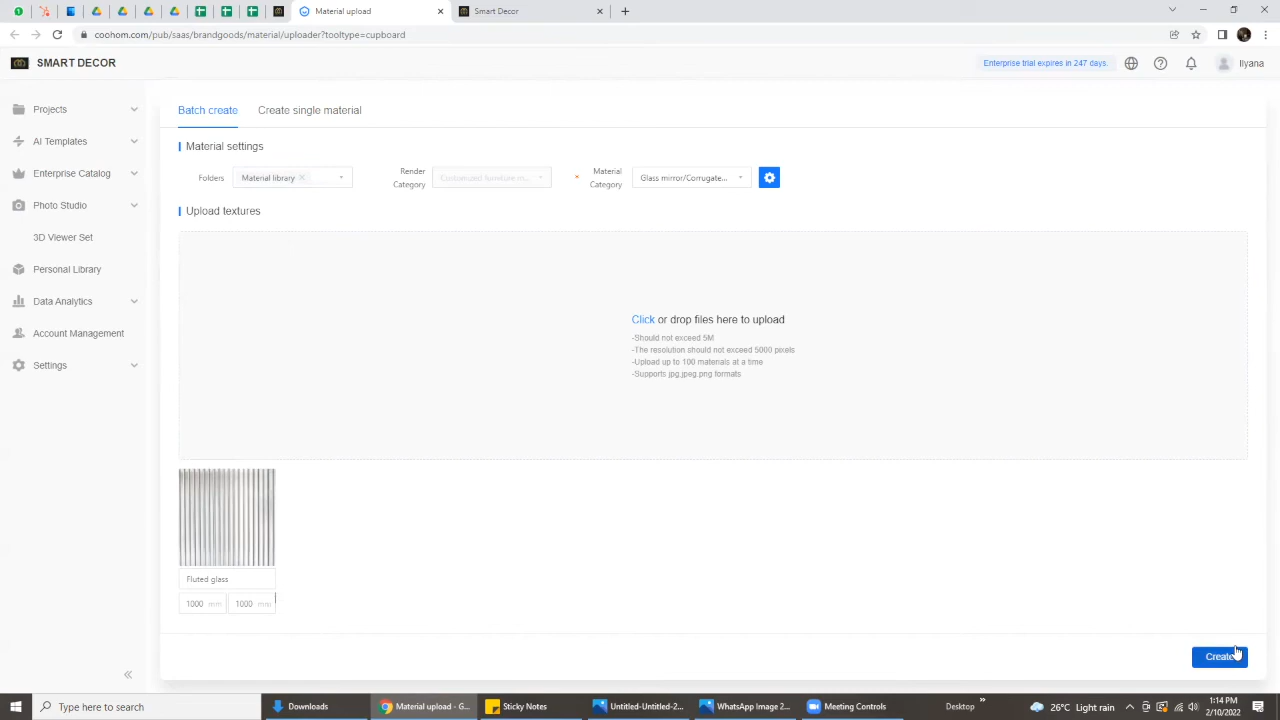 Material upload
Smart Decor
coohom.com/pub/saas/brandgoods/material/uploader?tooltype=cupboard
SMART DECOR
Enterprise trial expires in 247 days.
liyana
Projects
AI Templates
Enterprise Catalog
Photo Studio
3D Viewer Set
Personal Library
Data Analytics
Account Management
Settings
Batch create
Create single material
Material settings
Folders
Material library
Render
Category
Customized furniture m...
Material
Category
Glass mirror/Corrugate...
Upload textures
Click or drop files here to upload
-Should not exceed 5M
-The resolution should not exceed 5000 pixels
-Upload up to 100 materials at a time
-Supports jpg,jpeg,png formats
Fluted glass
1000 mm 1000 mm
Create
Type here to search
Downloads
Material upload - G...
Sticky Notes
Untitled-Untitled-2...
WhatsApp Image 2...
Meeting Controls
Desktop
26°C Light rain
1:14 PM
2/10/2022